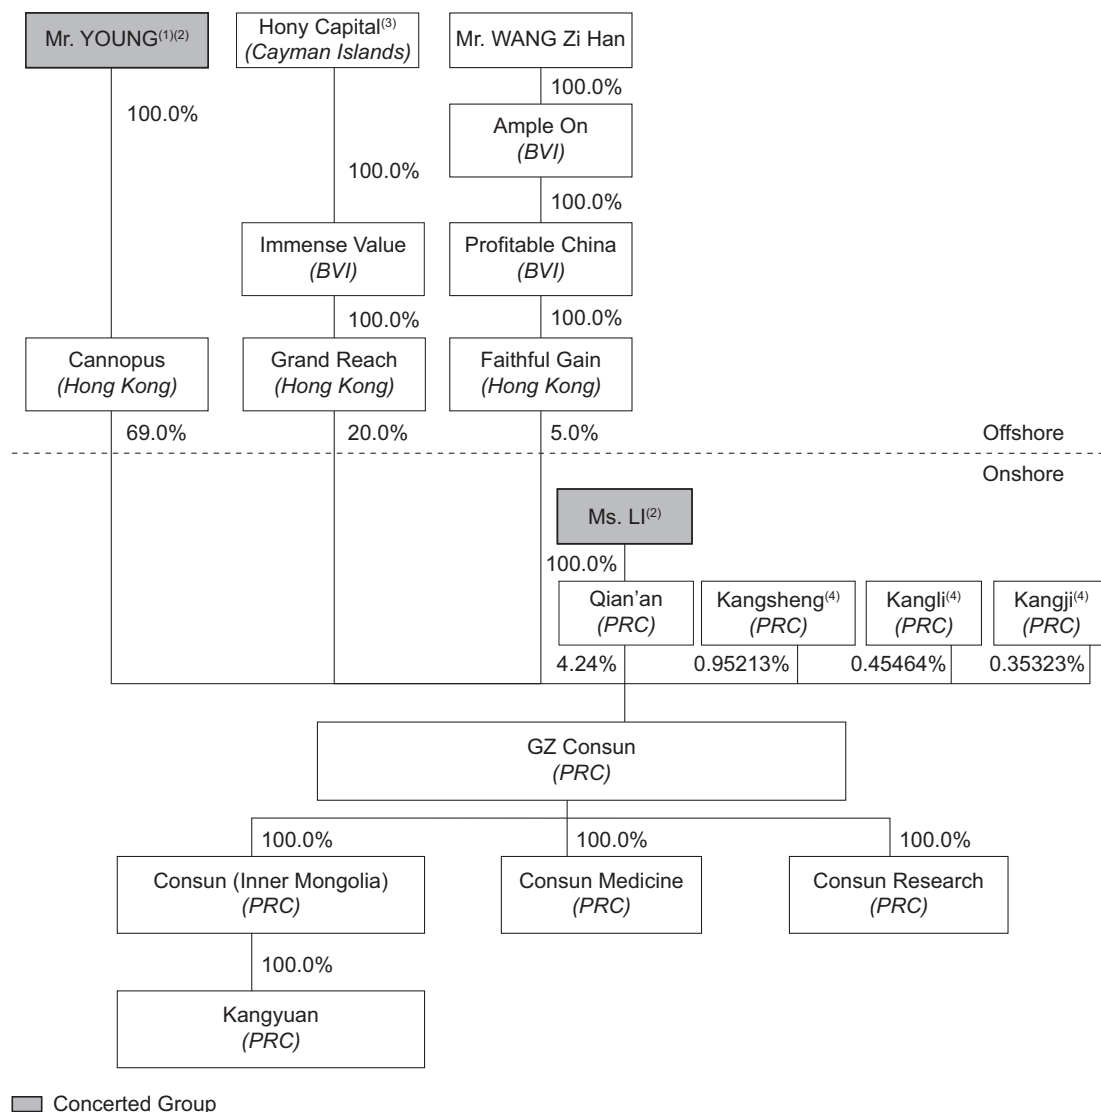 Mr. YOUNG(1)(2)
Hony Capital(3)
(Cayman Islands)
Mr. WANG Zi Han
100.0%
100.0%
Ample On
(BVI)
100.0%
100.0%
Immense Value
(BVI)
Profitable China
(BVI)
100.0%
100.0%
Cannopus
(Hong Kong)
Grand Reach
(Hong Kong)
Faithful Gain
(Hong Kong)
69.0%
20.0%
5.0%
Offshore
Onshore
Ms. LI(2)
100.0%
Qian’an
(PRC)
Kangsheng(4)
(PRC)
Kangli(4)
(PRC)
Kangji(4)
(PRC)
4.24%
0.95213%
0.45464%
0.35323%
GZ Consun
(PRC)
100.0%
100.0%
100.0%
Consun (Inner Mongolia)
(PRC)
Consun Medicine
(PRC)
Consun Research
(PRC)
100.0%
Kangyuan
(PRC)
Concerted Group